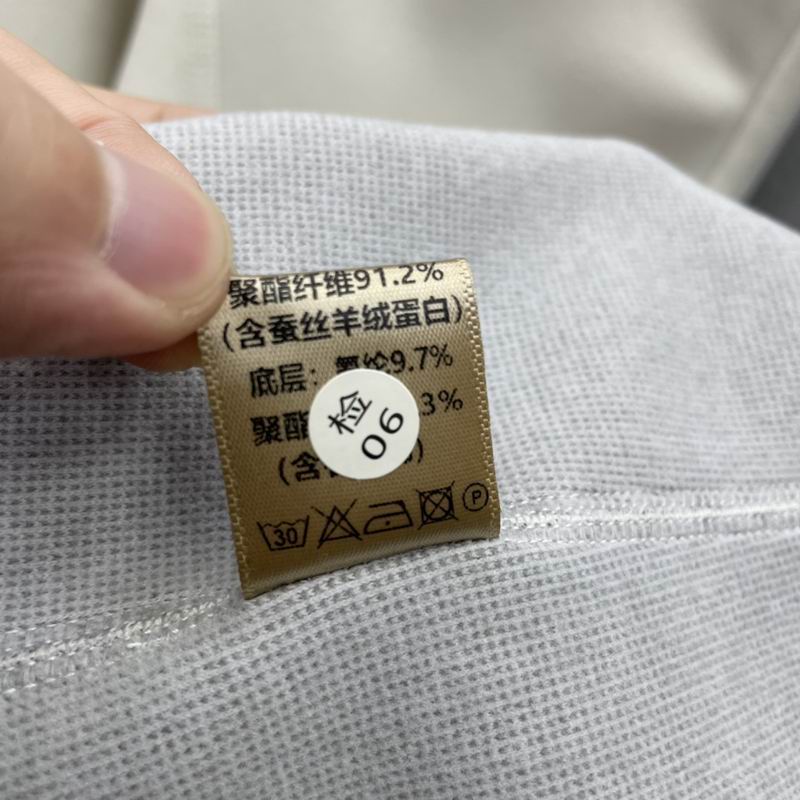 聚酯纤维91.2%
(含蚕丝羊绒蛋白)
底层：氨纶9.7%
聚酯 3%
(含 )
检
06
30
P